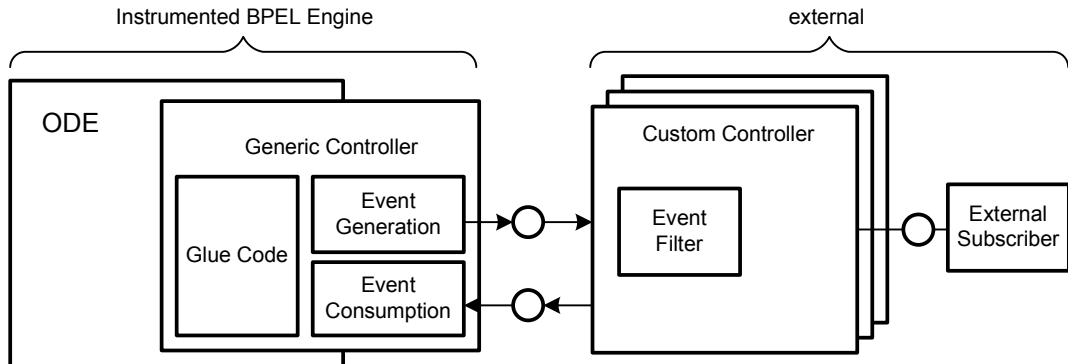 Instrumented BPEL Engine
external
ODE
Generic Controller
Glue Code
Event
Generation
Event
Consumption
Custom Controller
Event
Filter
External
Subscriber